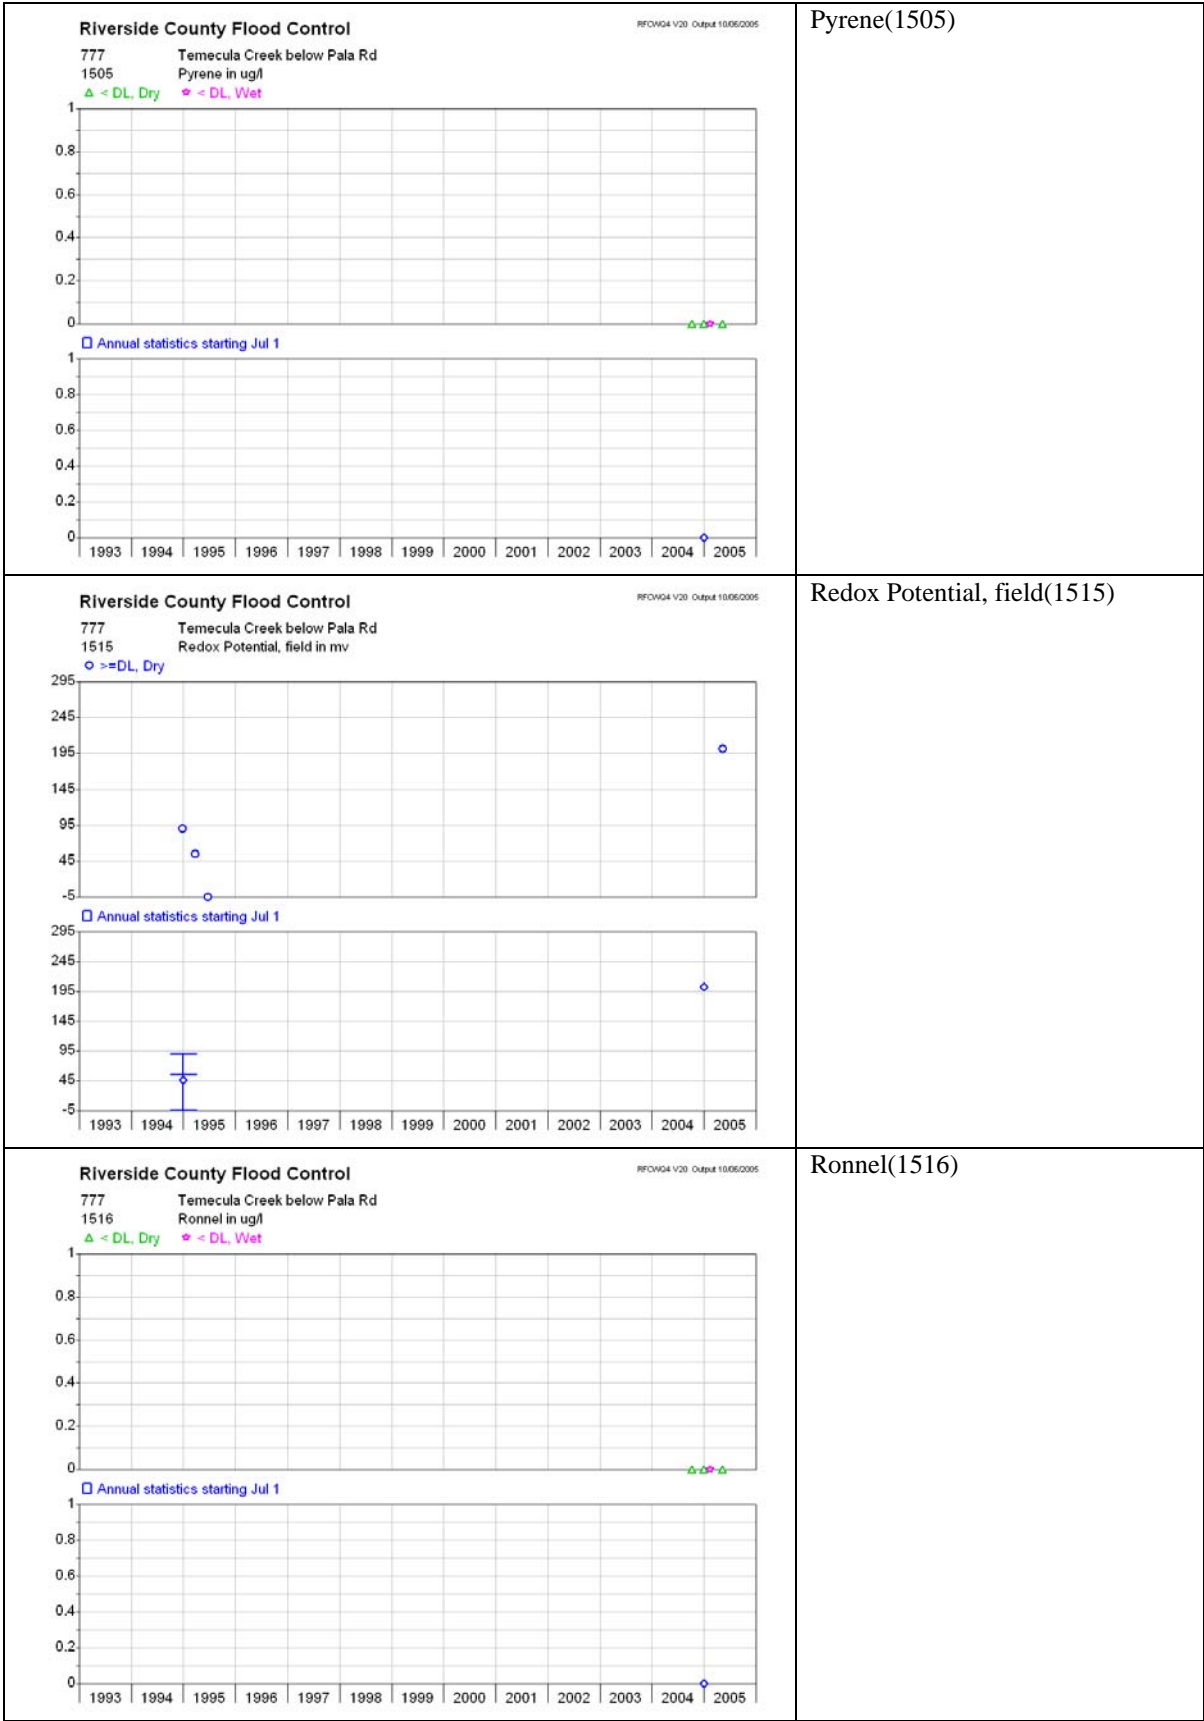 Riverside County Flood Control
RFCWQ4 V20 Output 10/06/2005
777 Temecula Creek below Pala Rd
1505 Pyrene in ug/l
< DL, Dry < DL, Wet
1
0.8
0.6
0.4
0.2
0
Annual statistics starting Jul 1
1
0.8
0.6
0.4
0.2
0
1993 1994 1995 1996 1997 1998 1999 2000 2001 2002 2003 2004 2005
Pyrene(1505)
Riverside County Flood Control
RFCWQ4 V20 Output 10/06/2005
777 Temecula Creek below Pala Rd
1515 Redox Potential, field in mv
>=DL, Dry
295
245
195
145
95
45
-5
Annual statistics starting Jul 1
295
245
195
145
95
45
-5
1993 1994 1995 1996 1997 1998 1999 2000 2001 2002 2003 2004 2005
Redox Potential, field(1515)
Riverside County Flood Control
RFCWQ4 V20 Output 10/06/2005
777 Temecula Creek below Pala Rd
1516 Ronnel in ug/l
< DL, Dry < DL, Wet
1
0.8
0.6
0.4
0.2
0
Annual statistics starting Jul 1
1
0.8
0.6
0.4
0.2
0
1993 1994 1995 1996 1997 1998 1999 2000 2001 2002 2003 2004 2005
Ronnel(1516)